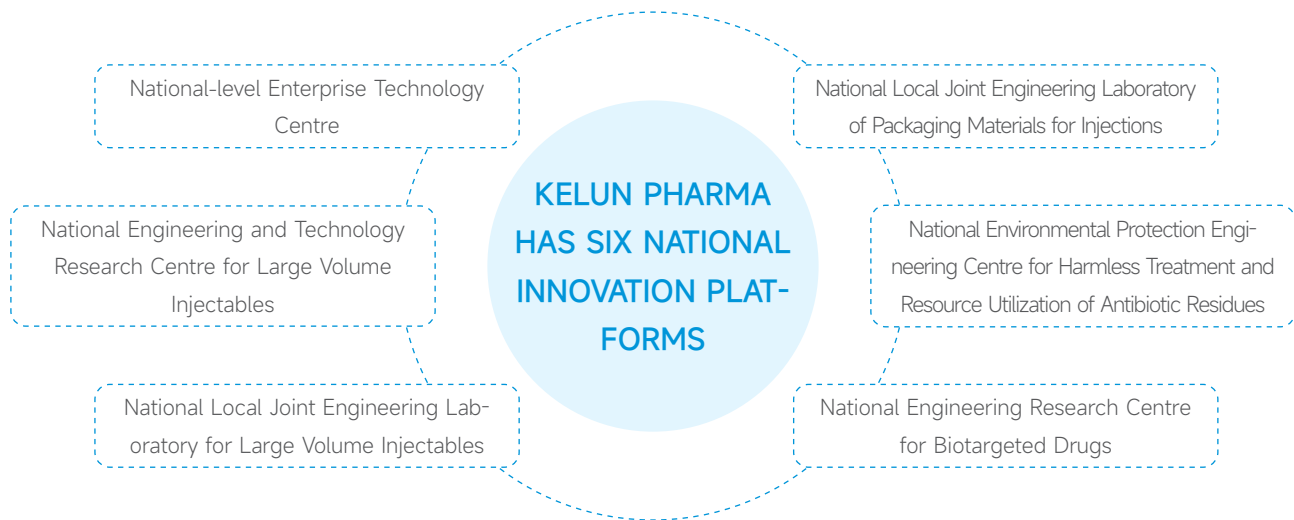 National-level Enterprise Technology
Centre
National Engineering and Technology
Research Centre for Large Volume
Injectables
National Local Joint Engineering Lab-
oratory for Large Volume Injectables
KELUN PHARMA
HAS SIX NATIONAL
INNOVATION PLAT-
FORMS
National Local Joint Engineering Laboratory
of Packaging Materials for Injections
National Environmental Protection Engi-
neering Centre for Harmless Treatment and
Resource Utilization of Antibiotic Residues
National Engineering Research Centre
for Biotargeted Drugs